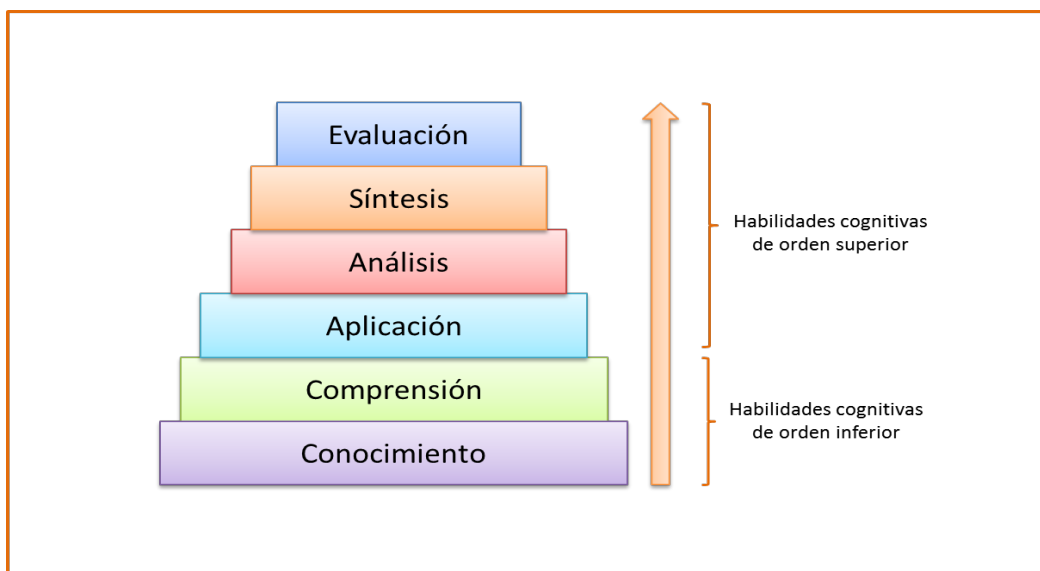 Evaluación
Síntesis
Análisis
Aplicación
Comprensión
Conocimiento
Habilidades cognitivas
de orden superior
Habilidades cognitivas
de orden inferior